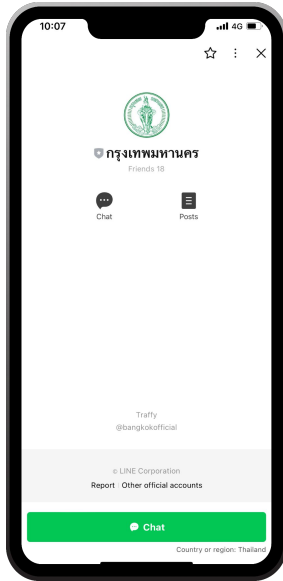 10:07
4G
กรุงเทพมหานคร
Friends 18
Chat
Posts
Traffy
@bangkokofficial
© LINE Corporation
Report Other official accounts
Chat
Country or region: Thailand